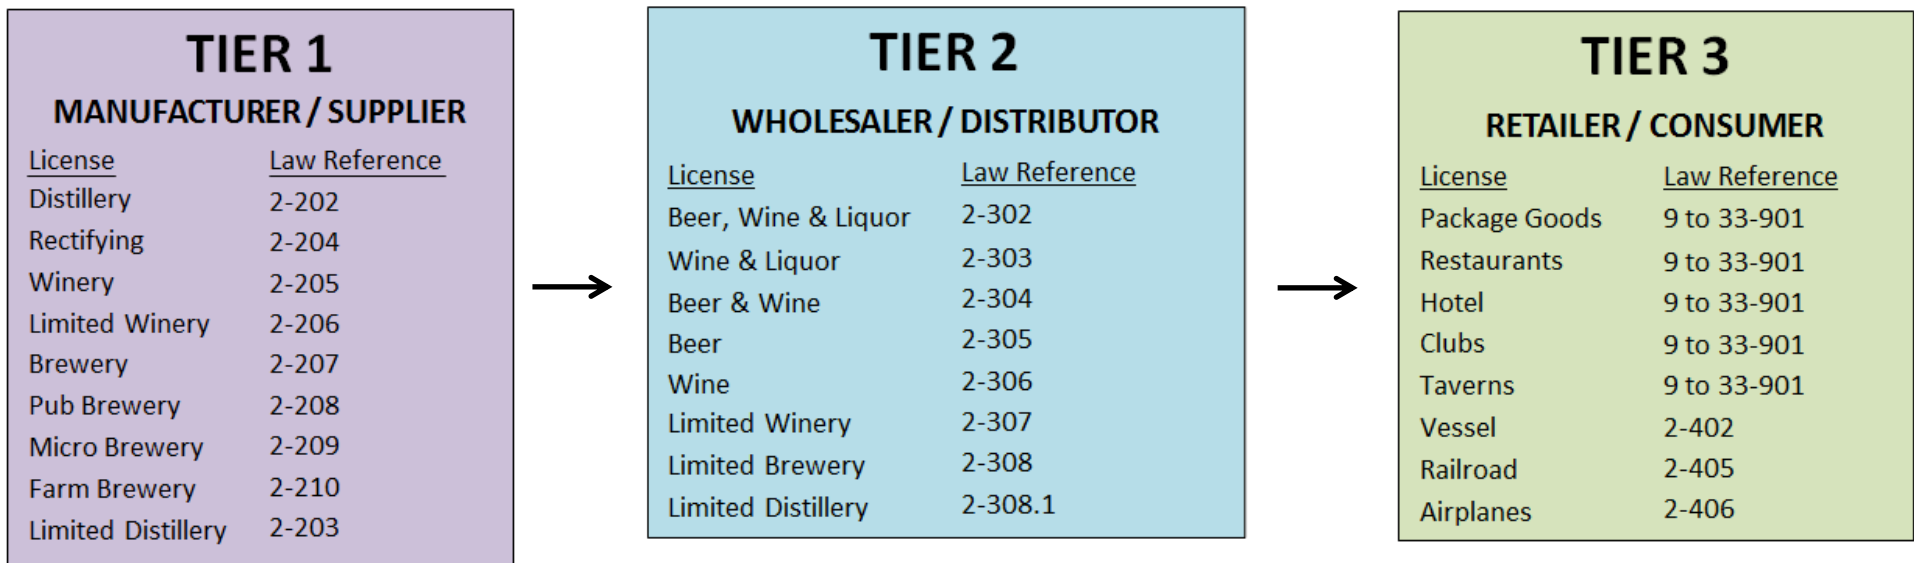 TIER 1
MANUFACTURER / SUPPLIER
License Law Reference
Distillery 2-202
Rectifying 2-204
Winery 2-205
Limited Winery 2-206
Brewery 2-207
Pub Brewery 2-208
Micro Brewery 2-209
Farm Brewery 2-210
Limited Distillery 2-203
TIER 2
WHOLESALER / DISTRIBUTOR
License Law Reference
Beer, Wine & Liquor 2-302
Wine & Liquor 2-303
Beer & Wine 2-304
Beer 2-305
Wine 2-306
Limited Winery 2-307
Limited Brewery 2-308
Limited Distillery 2-308.1
TIER 3
RETAILER / CONSUMER
License Law Reference
Package Goods 9 to 33-901
Restaurants 9 to 33-901
Hotel 9 to 33-901
Clubs 9 to 33-901
Taverns 9 to 33-901
Vessel 2-402
Railroad 2-405
Airplanes 2-406